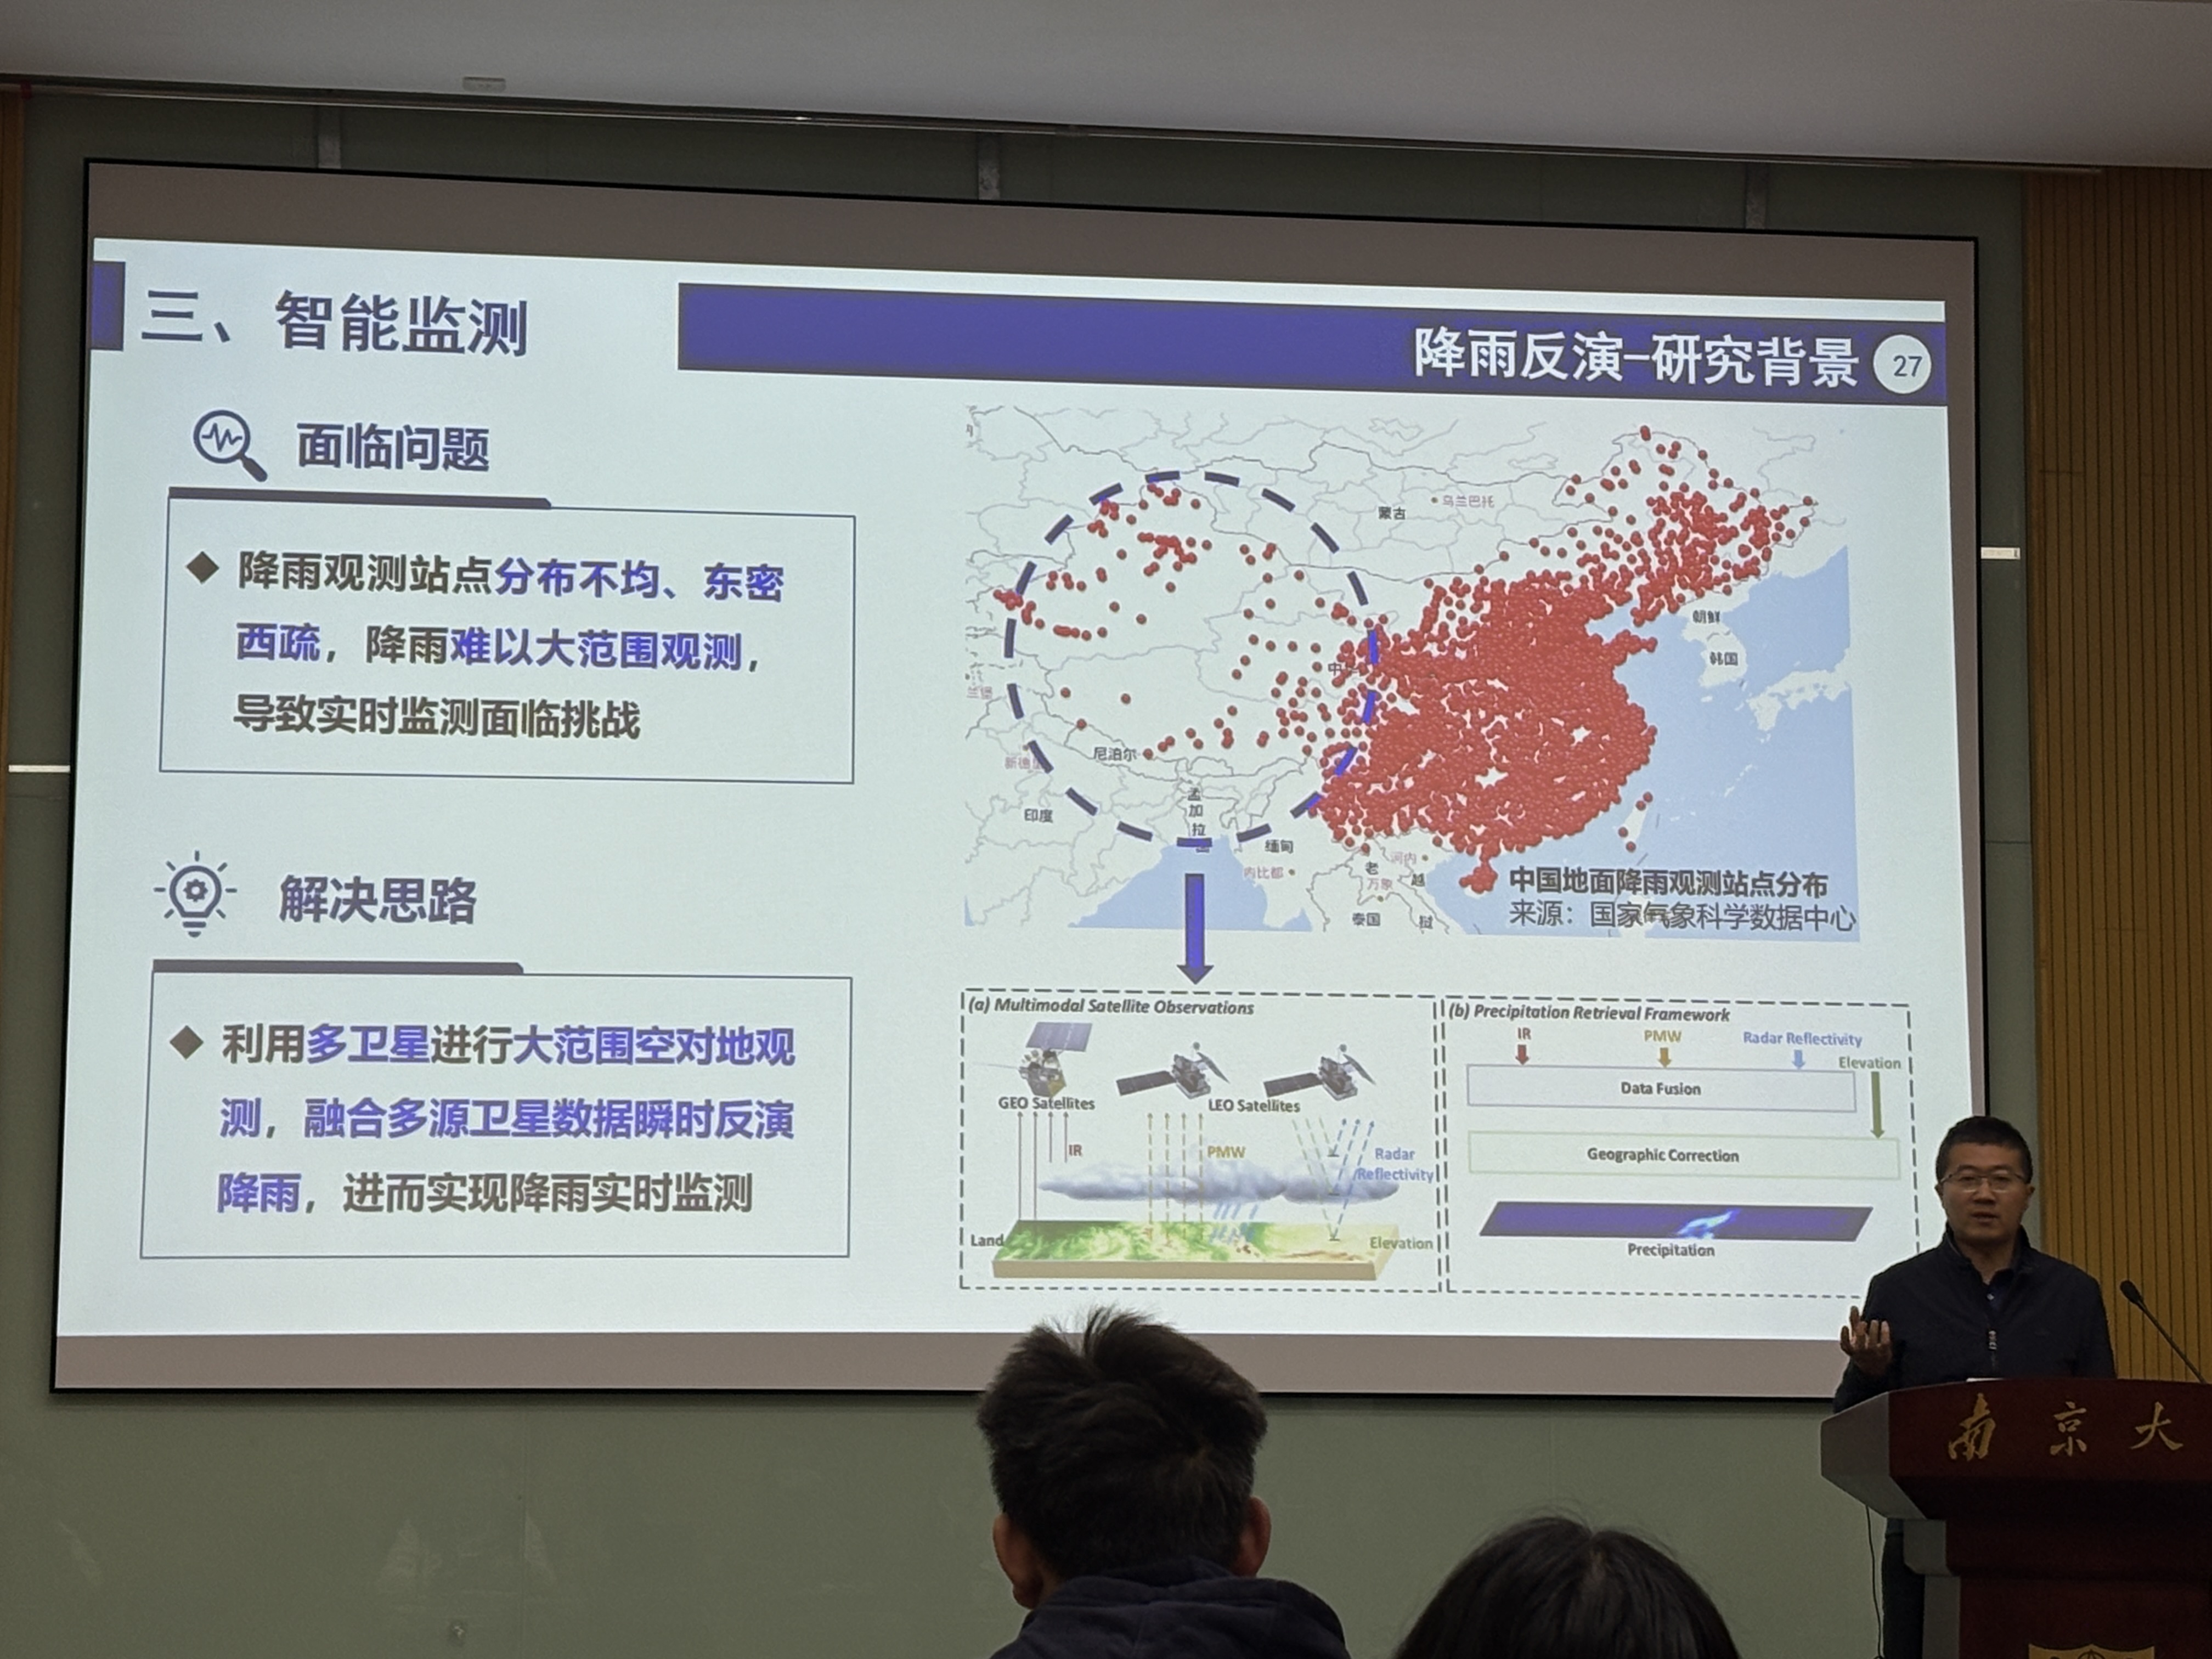 三、智能监测
降雨反演-研究背景
27
面临问题
◆ 降雨观测站点分布不均、东密
西疏，降雨难以大范围观测，
导致实时监测面临挑战
解决思路
◆ 利用多卫星进行大范围空对地观
测，融合多源卫星数据瞬时反演
降雨，进而实现降雨实时监测
乌兰巴托
蒙古
朝鲜
韩国
兰堡
尼泊尔
新德
印度
孟
加
拉
缅甸
内比都
河内
老
万象
越
泰国
中国地面降雨观测站点分布
来源：国家气象科学数据中心
(a) Multimodal Satellite Observations
GEO Satellites
LEO Satellites
IR
PMW
Radar
Reflectivity
Land
Elevation
(b) Precipitation Retrieval Framework
IR
PMW
Radar Reflectivity
Elevation
Data Fusion
Geographic Correction
Precipitation
南京大